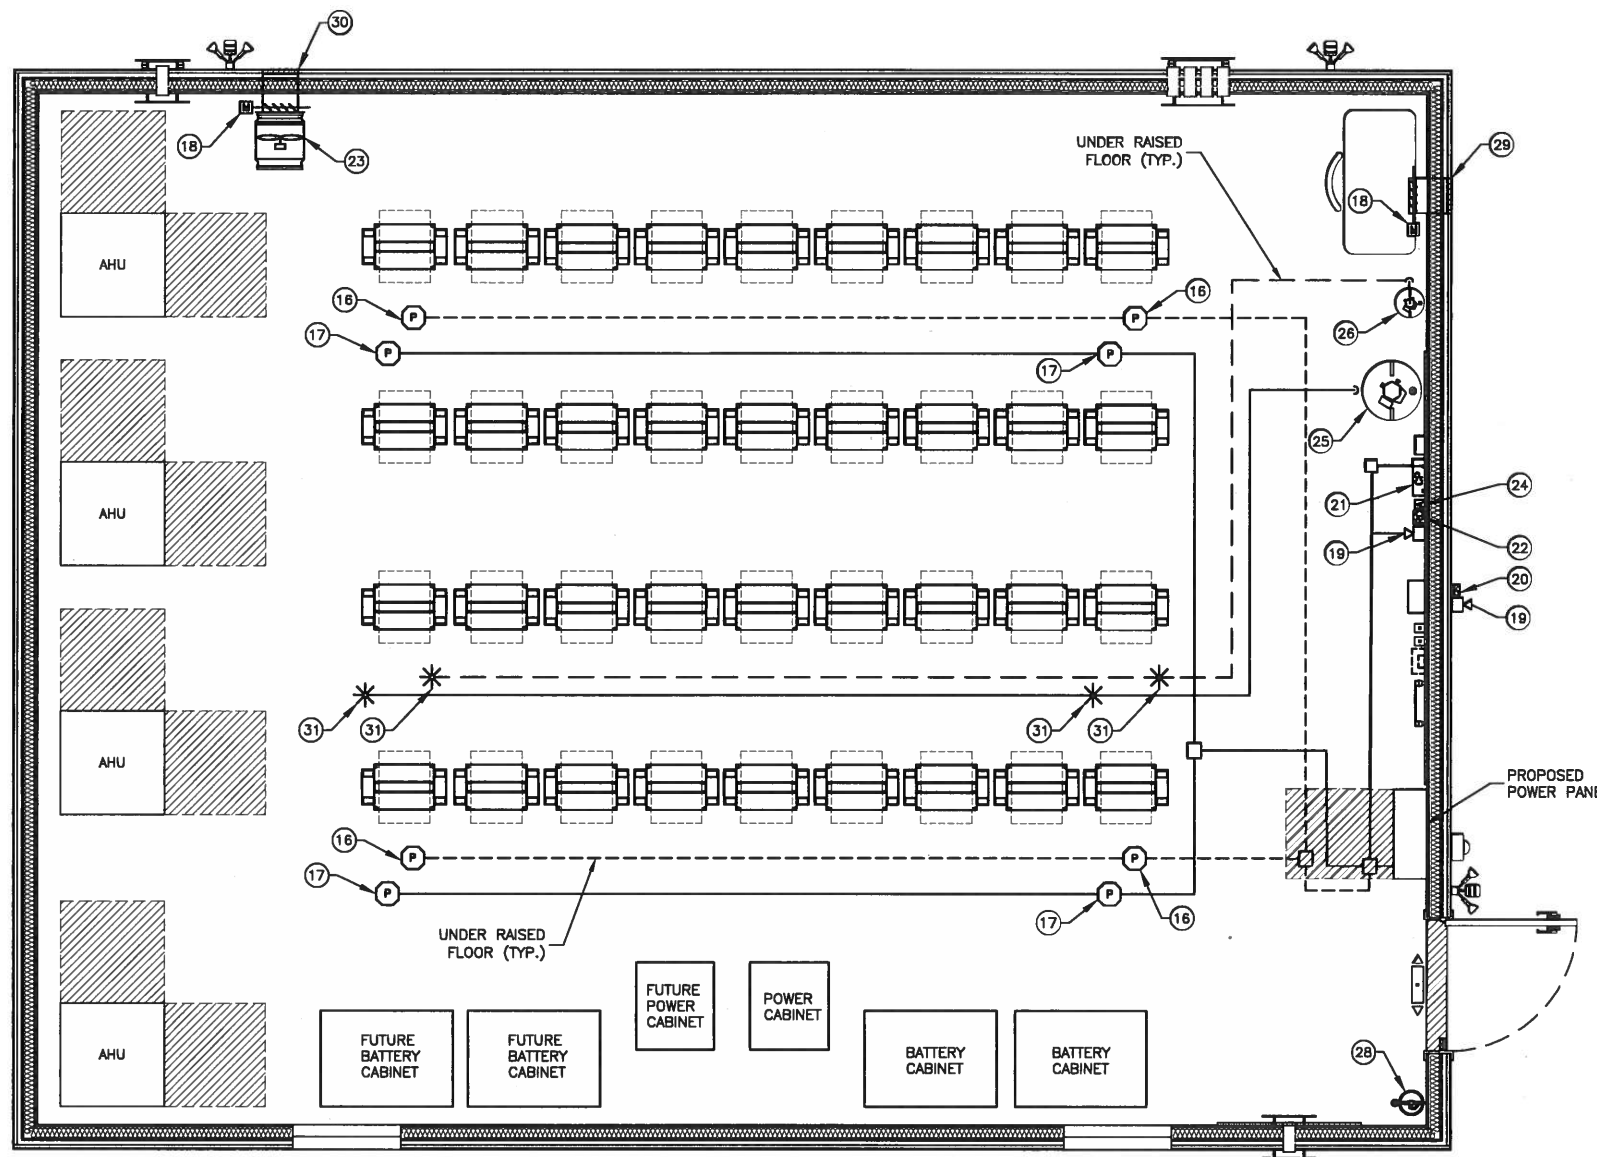 30
18
23
UNDER RAISED
FLOOR (TYP.)
29
18
AHU
16
16
26
17
17
25
AHU
21
24
19
22
20
19
31
31
31
31
AHU
PROPOSED
POWER PANE
16
17
16
17
UNDER RAISED
FLOOR (TYP.)
P
P
P
P
P
P
P
P
M
M
CP
AHU
FUTURE
POWER
CABINET
POWER
CABINET
FUTURE
BATTERY
CABINET
FUTURE
BATTERY
CABINET
BATTERY
CABINET
BATTERY
CABINET
28